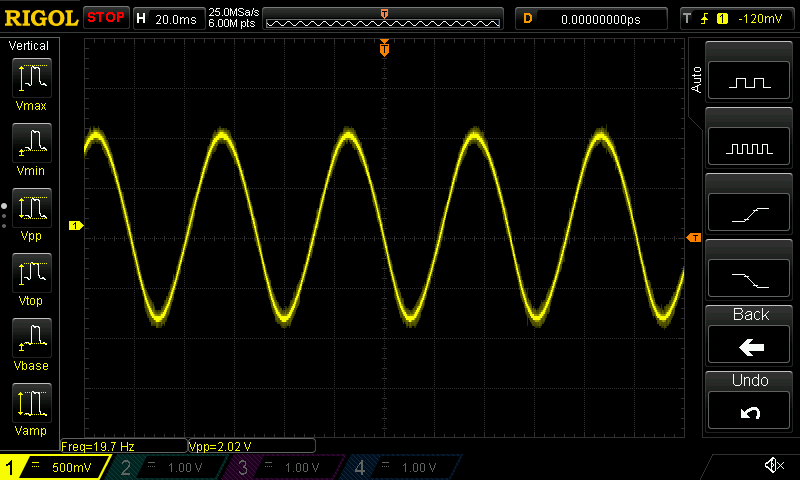 RIGOL STOP H 20.0ms 25.0MSa/s 6.00M pts T D 0.00000000ps T 1 -120mV
Vertical
Vmax
Vmin
Vpp
Vtop
Vbase
Vamp
T
1
T
Auto
Back
Undo
Freq=19.7 Hz Vpp=2.02 V
1 500mV 2 1.00 V 3 1.00 V 4 1.00 V